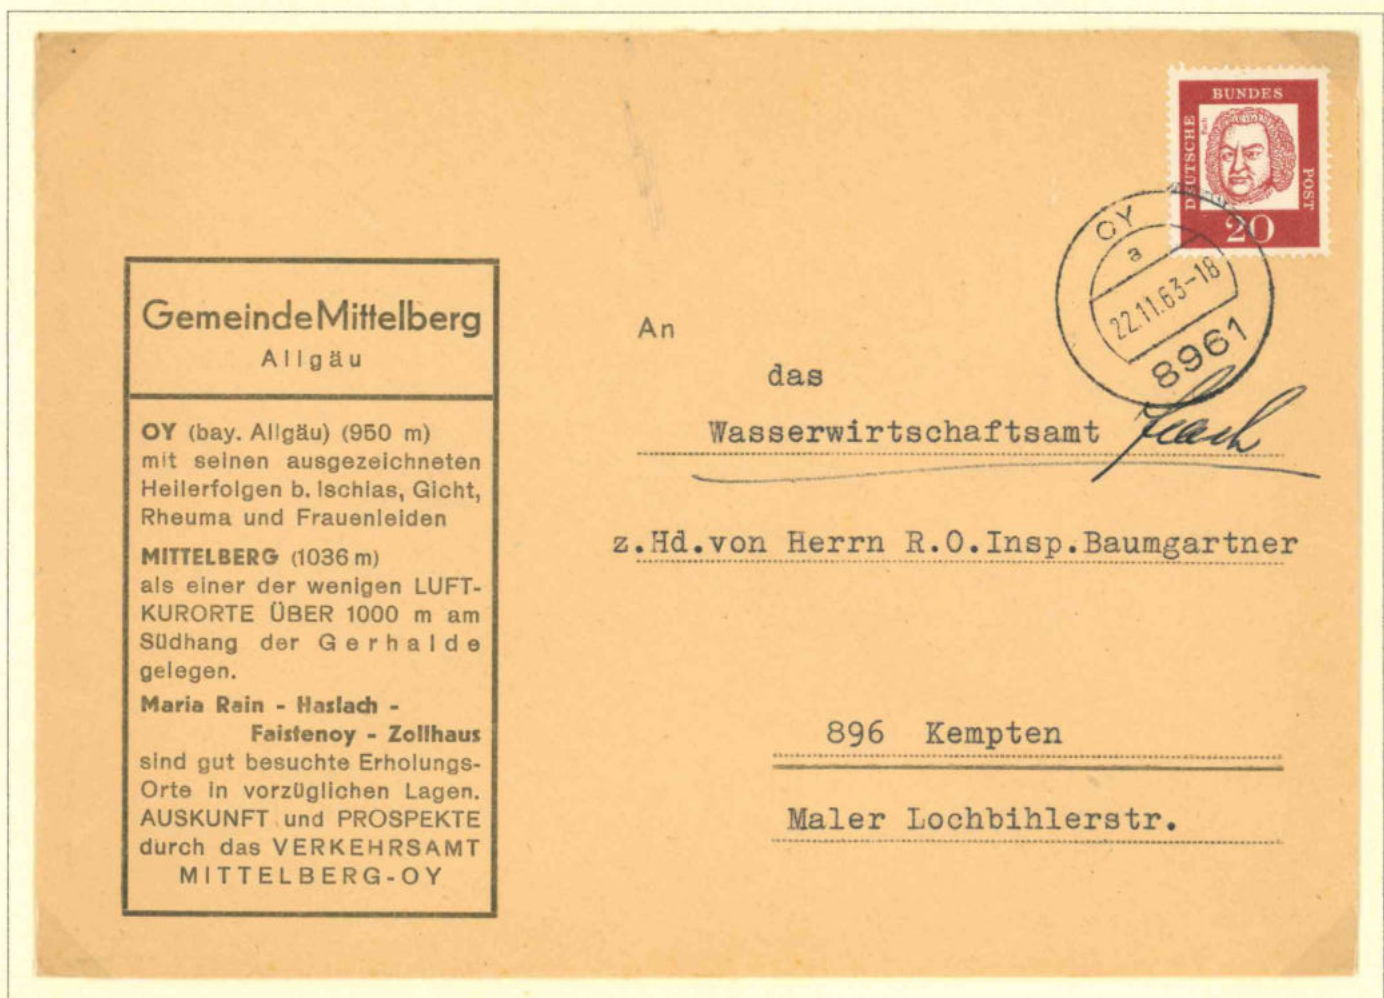 BUNDES
DEUTSCHE
POST
Bach
20
OY
a
22.11.63-18
8961
Gemeinde Mittelberg
Allgäu
OY (bay. Allgäu) (950 m)
mit seinen ausgezeichneten
Heilerfolgen b. Ischias, Gicht,
Rheuma und Frauenleiden
MITTELBERG (1036 m)
als einer der wenigen LUFT-
KURORTE ÜBER 1000 m am
Südhang der Gerhalde
gelegen.
Maria Rain - Haslach -
Faistenoy - Zollhaus
sind gut besuchte Erholungs-
Orte in vorzüglichen Lagen.
AUSKUNFT und PROSPEKTE
durch das VERKEHRSAMT
MITTELBERG-OY
An
das
Wasserwirtschaftsamt
z.Hd.von Herrn R.O.Insp.Baumgartner
896 Kempten
Maler Lochbihlerstr.